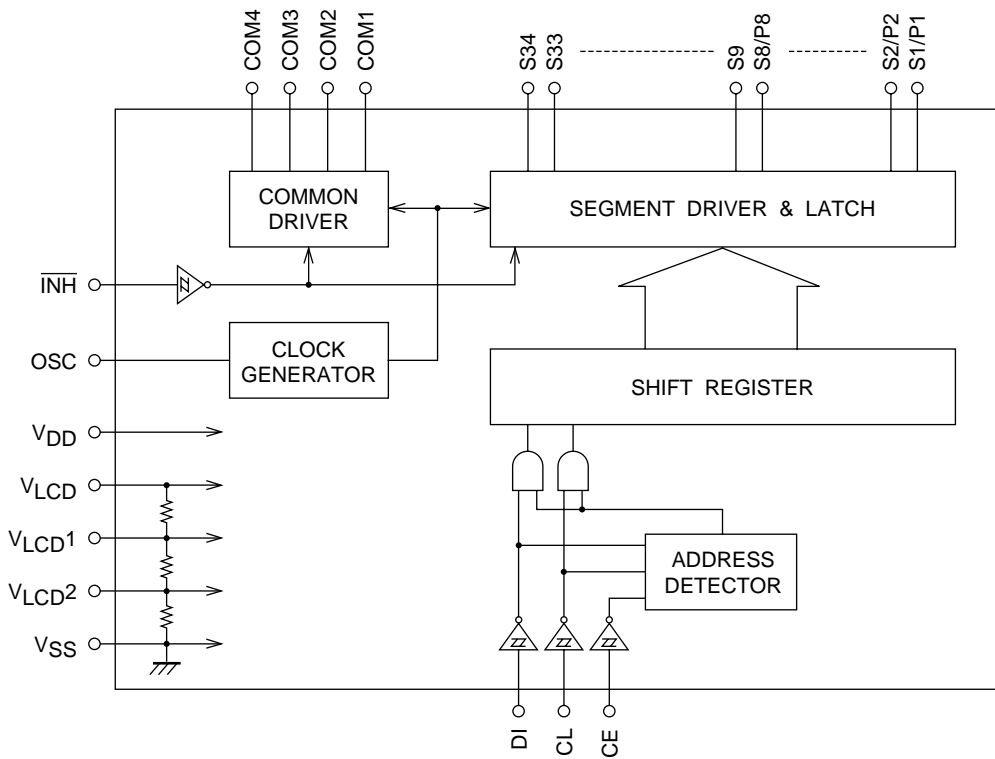 COM4
COM3
COM2
COM1
S34
S33
S9
S8/P8
S2/P2
S1/P1
COMMON
DRIVER
SEGMENT DRIVER & LATCH
INH
OSC
CLOCK
GENERATOR
SHIFT REGISTER
VDD
VLCD
VLCD1
VLCD2
VSS
ADDRESS
DETECTOR
DI
CL
CE